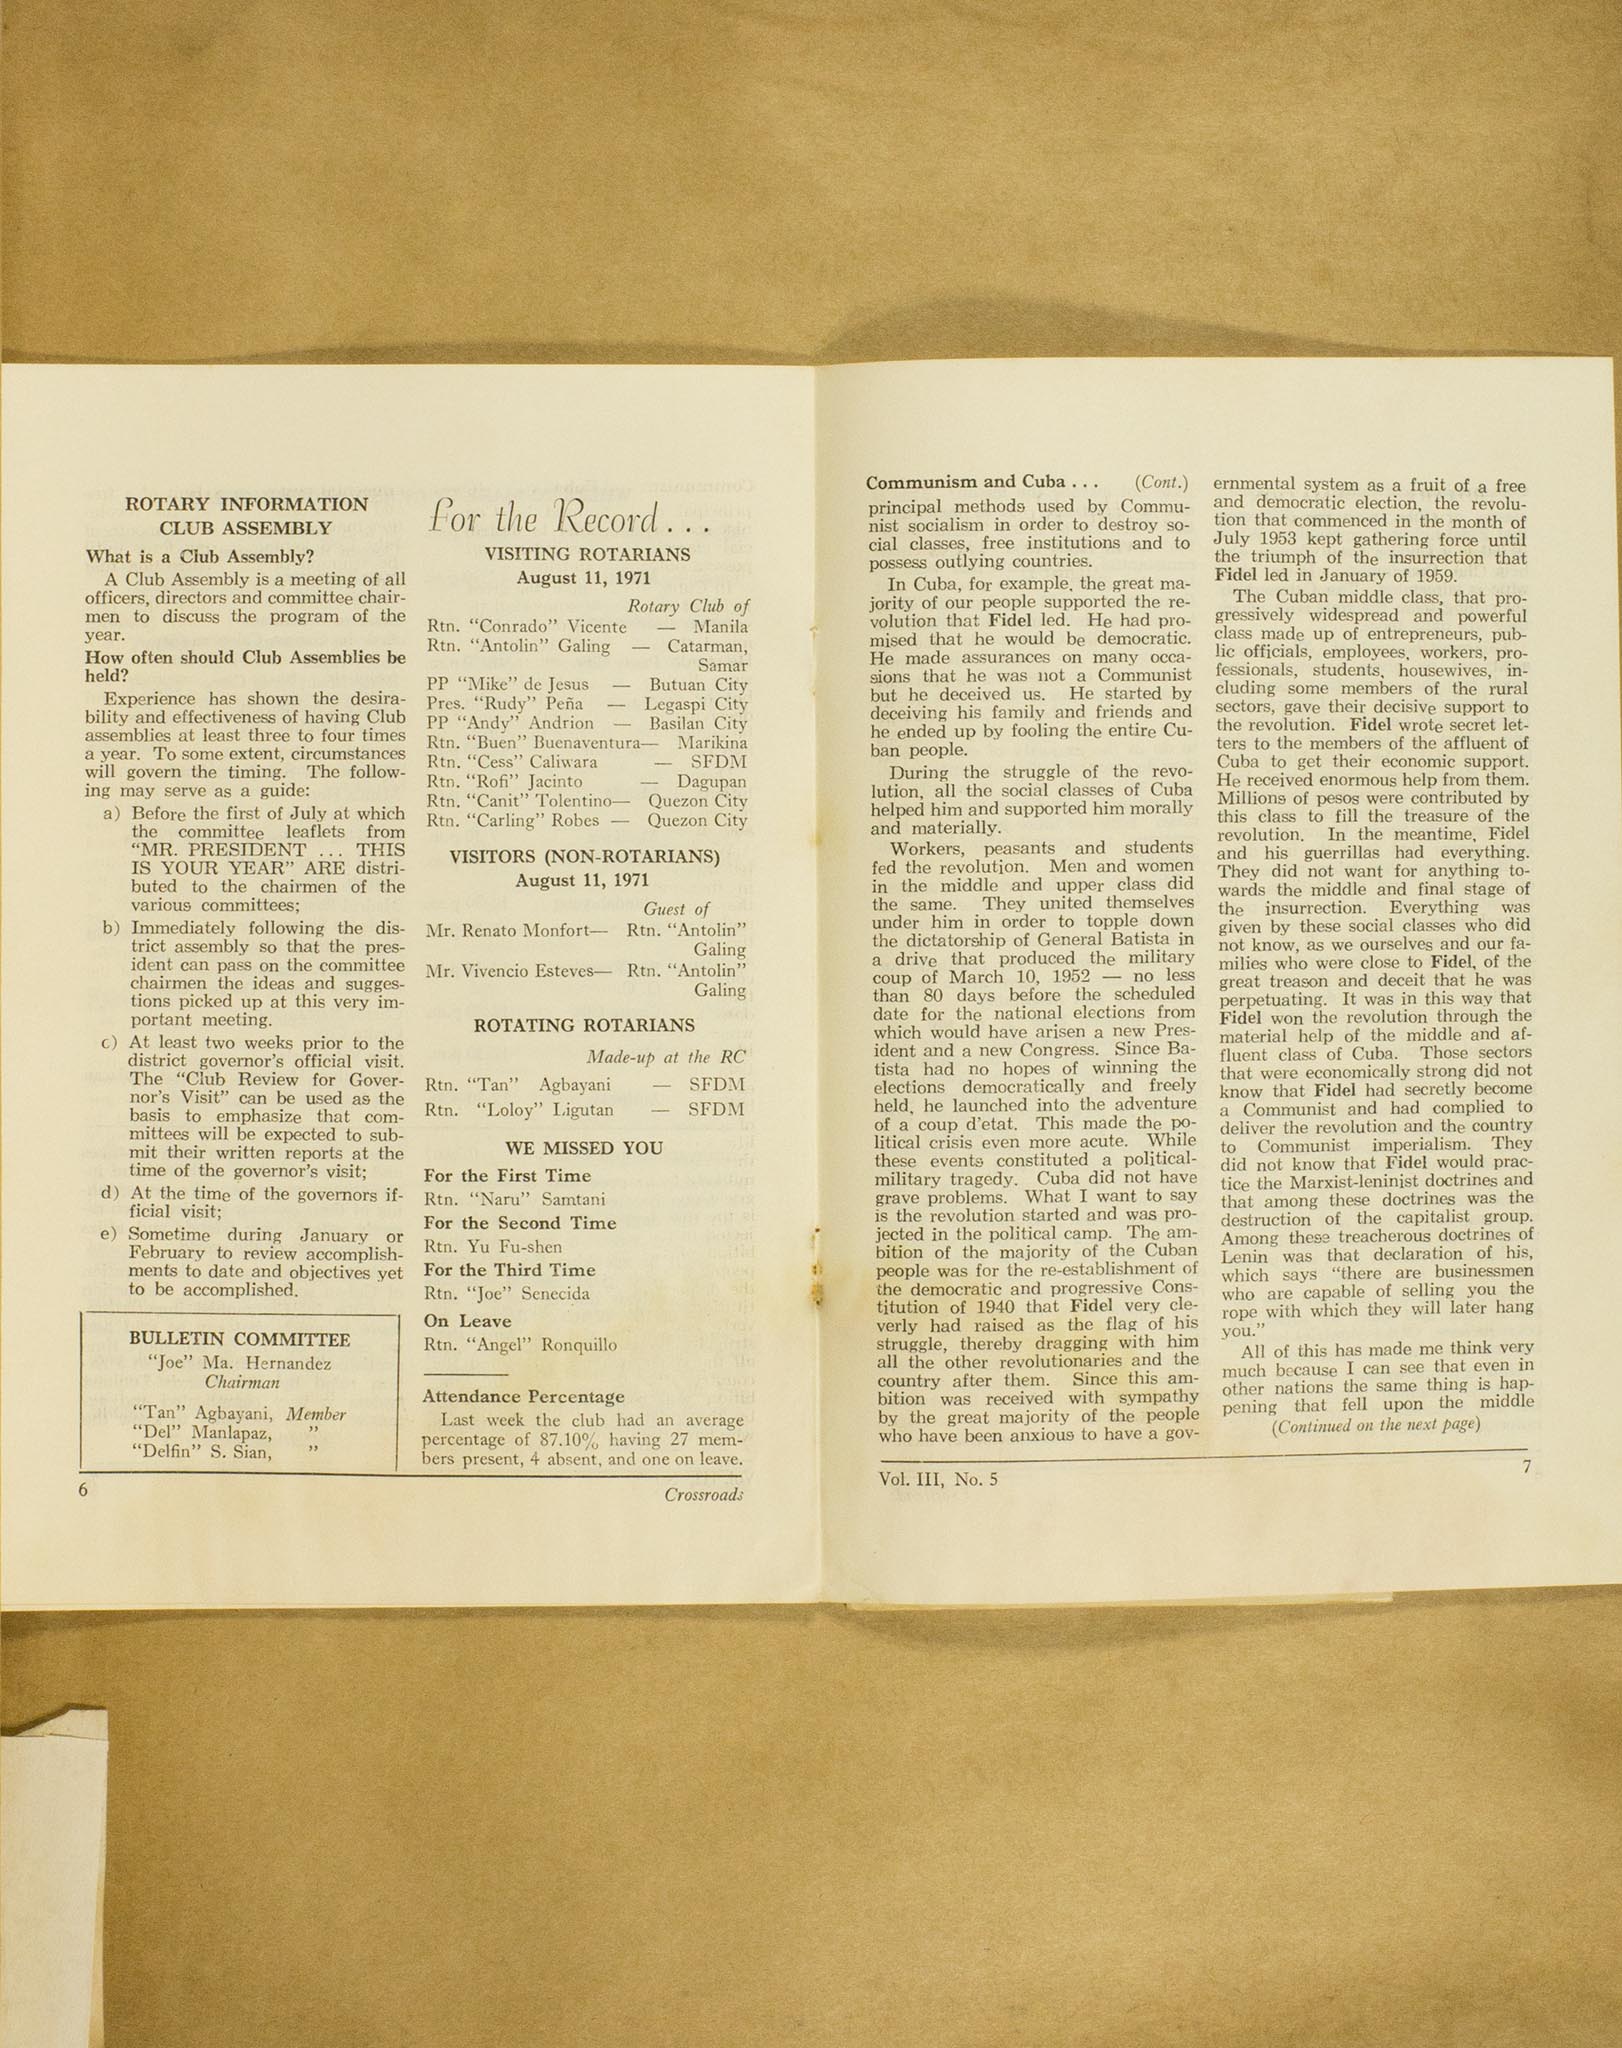 ROTARY INFORMATION
CLUB ASSEMBLY
What is a Club Assembly?
A Club Assembly is a meeting of all
officers, directors and committee chair-
men to discuss the program of the
year.
How often should Club Assemblies be
held?
Experience has shown the desira-
bility and effectiveness of having Club
assemblies at least three to four times
a year. To some extent, circumstances
will govern the timing. The follow-
ing may serve as a guide:
a) Before the first of July at which
the committee leaflets from
"MR. PRESIDENT ... THIS
IS YOUR YEAR" ARE distri-
buted to the chairmen of the
various committees;
b) Immediately following the dis-
trict assembly so that the pres-
ident can pass on the committee
chairmen the ideas and sugges-
tions picked up at this very im-
portant meeting.
c) At least two weeks prior to the
district governor's official visit.
The "Club Review for Gover-
nor's Visit" can be used as the
basis to emphasize that com-
mittees will be expected to sub-
mit their written reports at the
time of the governor's visit;
d) At the time of the governors if-
ficial visit;
e) Sometime during January or
February to review accomplish-
ments to date and objectives yet
to be accomplished.
BULLETIN COMMITTEE
"Joe" Ma. Hernandez
Chairman
"Tan" Agbayani, Member
"Del" Manlapaz, "
"Delfin" S. Sian, "
6
For the Record...
VISITING ROTARIANS
August 11, 1971
Rotary Club of
Rtn. "Conrado" Vicente — Manila
Rtn. "Antolin" Galing — Catarman,
Samar
PP "Mike" de Jesus — Butuan City
Pres. "Rudy" Peña — Legaspi City
PP "Andy" Andrion — Basilan City
Rtn. "Buen" Buenaventura— Marikina
Rtn. "Cess" Caliwara — SFDM
Rtn. "Rofi" Jacinto — Dagupan
Rtn. "Canit" Tolentino— Quezon City
Rtn. "Carling" Robes — Quezon City
VISITORS (NON-ROTARIANS)
August 11, 1971
Guest of
Mr. Renato Monfort— Rtn. "Antolin"
Galing
Mr. Vivencio Esteves— Rtn. "Antolin"
Galing
ROTATING ROTARIANS
Made-up at the RC
Rtn. "Tan" Agbayani — SFDM
Rtn. "Loloy" Ligutan — SFDM
WE MISSED YOU
For the First Time
Rtn. "Naru" Samtani
For the Second Time
Rtn. Yu Fu-shen
For the Third Time
Rtn. "Joe" Senecida
On Leave
Rtn. "Angel" Ronquillo
Attendance Percentage
Last week the club had an average
percentage of 87.10% having 27 mem-
bers present, 4 absent, and one on leave.
Crossroads
Communism and Cuba ... (Cont.)
principal methods used by Commu-
nist socialism in order to destroy so-
cial classes, free institutions and to
possess outlying countries.
In Cuba, for example, the great ma-
jority of our people supported the re-
volution that Fidel led. He had pro-
mised that he would be democratic.
He made assurances on many occa-
sions that he was not a Communist
but he deceived us. He started by
deceiving his family and friends and
he ended up by fooling the entire Cu-
ban people.
During the struggle of the revo-
lution, all the social classes of Cuba
helped him and supported him morally
and materially.
Workers, peasants and students
fed the revolution. Men and women
in the middle and upper class did
the same. They united themselves
under him in order to topple down
the dictatorship of General Batista in
a drive that produced the military
coup of March 10, 1952 — no less
than 80 days before the scheduled
date for the national elections from
which would have arisen a new Pres-
ident and a new Congress. Since Ba-
tista had no hopes of winning the
elections democratically and freely
held, he launched into the adventure
of a coup d'etat. This made the po-
litical crisis even more acute. While
these events constituted a political-
military tragedy. Cuba did not have
grave problems. What I want to say
is the revolution started and was pro-
jected in the political camp. The am-
bition of the majority of the Cuban
people was for the re-establishment of
the democratic and progressive Cons-
titution of 1940 that Fidel very cle-
verly had raised as the flag of his
struggle, thereby dragging with him
all the other revolutionaries and the
country after them. Since this am-
bition was received with sympathy
by the great majority of the people
who have been anxious to have a gov-
Vol. III, No. 5
ernmental system as a fruit of a free
and democratic election, the revolu-
tion that commenced in the month of
July 1953 kept gathering force until
the triumph of the insurrection that
Fidel led in January of 1959.
The Cuban middle class, that pro-
gressively widespread and powerful
class made up of entrepreneurs, pub-
lic officials, employees, workers, pro-
fessionals, students, housewives, in-
cluding some members of the rural
sectors, gave their decisive support to
the revolution. Fidel wrote secret let-
ters to the members of the affluent of
Cuba to get their economic support.
He received enormous help from them.
Millions of pesos were contributed by
this class to fill the treasure of the
revolution. In the meantime, Fidel
and his guerrillas had everything.
They did not want for anything to-
wards the middle and final stage of
the insurrection. Everything was
given by these social classes who did
not know, as we ourselves and our fa-
milies who were close to Fidel, of the
great treason and deceit that he was
perpetuating. It was in this way that
Fidel won the revolution through the
material help of the middle and af-
fluent class of Cuba. Those sectors
that were economically strong did not
know that Fidel had secretly become
a Communist and had complied to
deliver the revolution and the country
to Communist imperialism. They
did not know that Fidel would prac-
tice the Marxist-leninist doctrines and
that among these doctrines was the
destruction of the capitalist group.
Among these treacherous doctrines of
Lenin was that declaration of his,
which says "there are businessmen
who are capable of selling you the
rope with which they will later hang
you."
All of this has made me think very
much because I can see that even in
other nations the same thing is hap-
pening that fell upon the middle
(Continued on the next page)
7